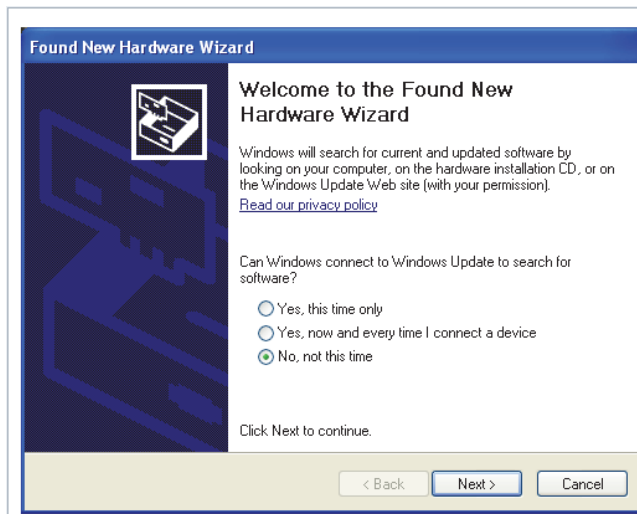 Found New Hardware Wizard
Welcome to the Found New
Hardware Wizard
Windows will search for current and updated software by
looking on your computer, on the hardware installation CD, or on
the Windows Update Web site (with your permission).
Read our privacy policy
Can Windows connect to Windows Update to search for
software?
Yes, this time only
Yes, now and every time I connect a device
No, not this time
Click Next to continue.
< Back Next > Cancel